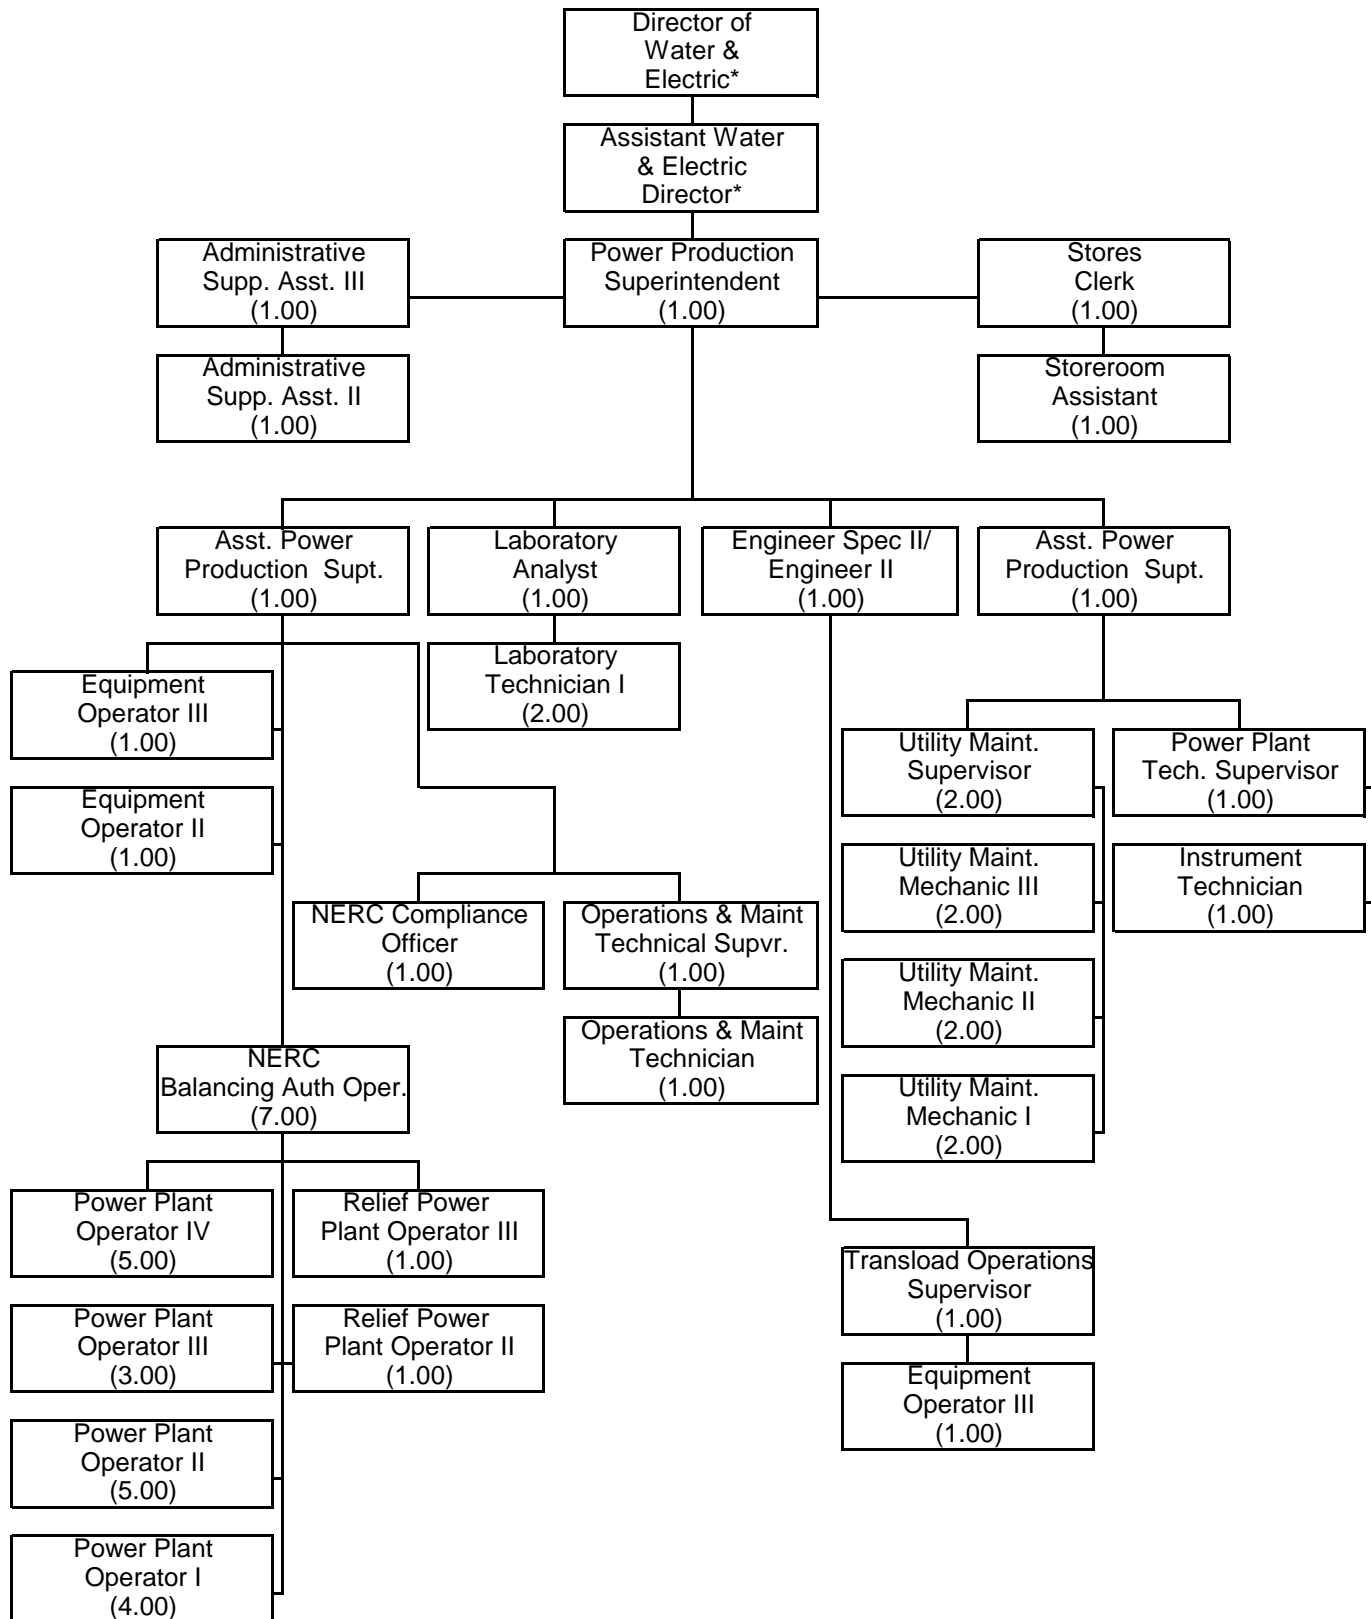 Director of
Water &
Electric*
Assistant Water
& Electric
Director*
Administrative
Supp. Asst. III
(1.00)
Power Production
Superintendent
(1.00)
Stores
Clerk
(1.00)
Administrative
Supp. Asst. II
(1.00)
Storeroom
Assistant
(1.00)
Asst. Power
Production  Supt.
(1.00)
Laboratory
Analyst
(1.00)
Engineer Spec II/
Engineer II
(1.00)
Asst. Power
Production  Supt.
(1.00)
Equipment
Operator III
(1.00)
Laboratory
Technician I
(2.00)
Utility Maint.
Supervisor
(2.00)
Power Plant
Tech. Supervisor
(1.00)
Equipment
Operator II
(1.00)
Utility Maint.
Mechanic III
(2.00)
Instrument
Technician
(1.00)
NERC Compliance
Officer
(1.00)
Operations & Maint
Technical Supvr.
(1.00)
Utility Maint.
Mechanic II
(2.00)
Operations & Maint
Technician
(1.00)
NERC
Balancing Auth Oper.
(7.00)
Utility Maint.
Mechanic I
(2.00)
Power Plant
Operator IV
(5.00)
Relief Power
Plant Operator III
(1.00)
Transload Operations
Supervisor
(1.00)
Power Plant
Operator III
(3.00)
Relief Power
Plant Operator II
(1.00)
Equipment
Operator III
(1.00)
Power Plant
Operator II
(5.00)
Power Plant
Operator I
(4.00)